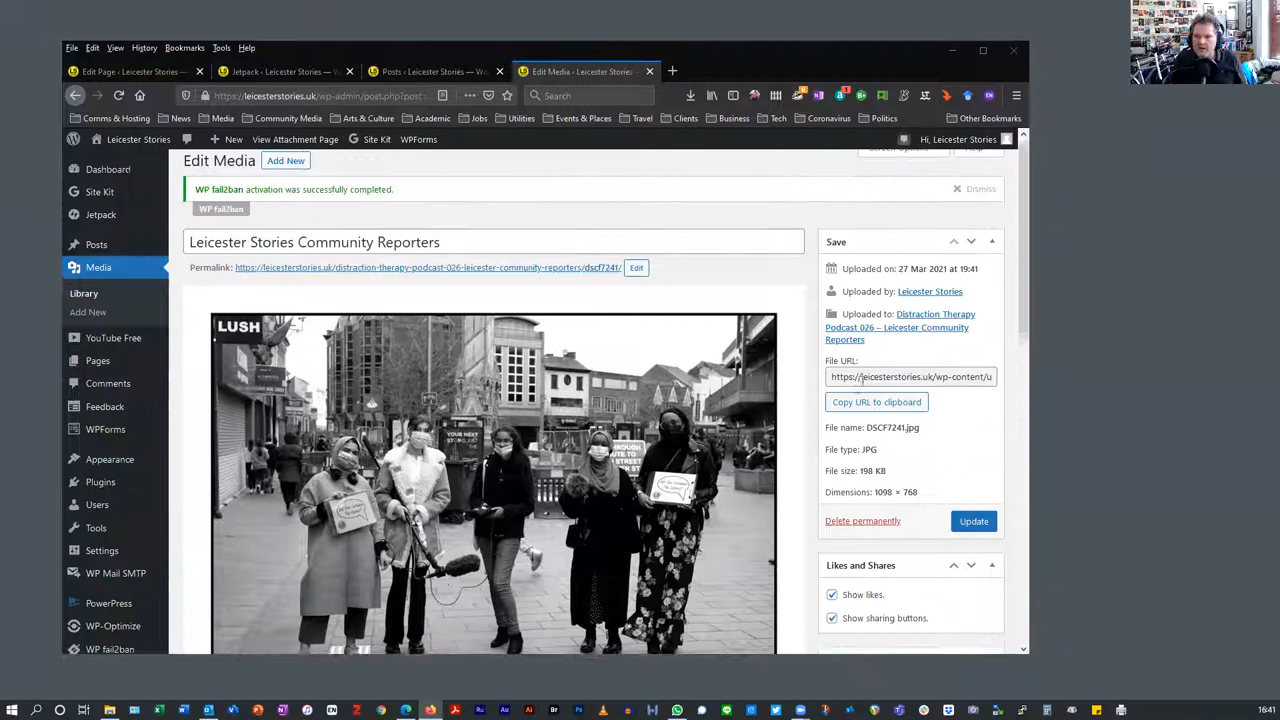 File Edit View History Bookmarks Tools Help
Edit Page ‹ Leicester Stories —
Jetpack ‹ Leicester Stories — W
Posts ‹ Leicester Stories — Wo
Edit Media ‹ Leicester Stories —
https://leicesterstories.uk/wp-admin/post.php?post=
Search
Comms & Hosting News Media Community Media Arts & Culture Academic Jobs Utilities Events & Places Travel Clients Business Tech Coronavirus Politics Other Bookmarks
Leicester Stories New View Attachment Page Site Kit WPForms Hi, Leicester Stories
Edit Media Add New
Dashboard
WP fail2ban activation was successfully completed. Dismiss
Site Kit
WP fail2ban
Jetpack
Posts
Leicester Stories Community Reporters
Save
Media
Permalink: https://leicesterstories.uk/distraction-therapy-podcast-026-leicester-community-reporters/dscf7241/ Edit
Uploaded on: 27 Mar 2021 at 19:41
Library
Uploaded by: Leicester Stories
Add New
Uploaded to: Distraction Therapy
Podcast 026 – Leicester Community
Reporters
LUSH
YouTube Free
Pages
File URL:
Comments
https://leicesterstories.uk/wp-content/u
Feedback
Copy URL to clipboard
WPForms
File name: DSCF7241.jpg
YOUR NEXT
STOP
Appearance
File type: JPG
THROUGH
Plugins
File size: 198 KB
Users
Dimensions: 1098 × 768
Tools
Delete permanently Update
Settings
WP Mail SMTP
Likes and Shares
PowerPress
Show likes.
WP-Optimize
Show sharing buttons.
WP fail2ban
16:41